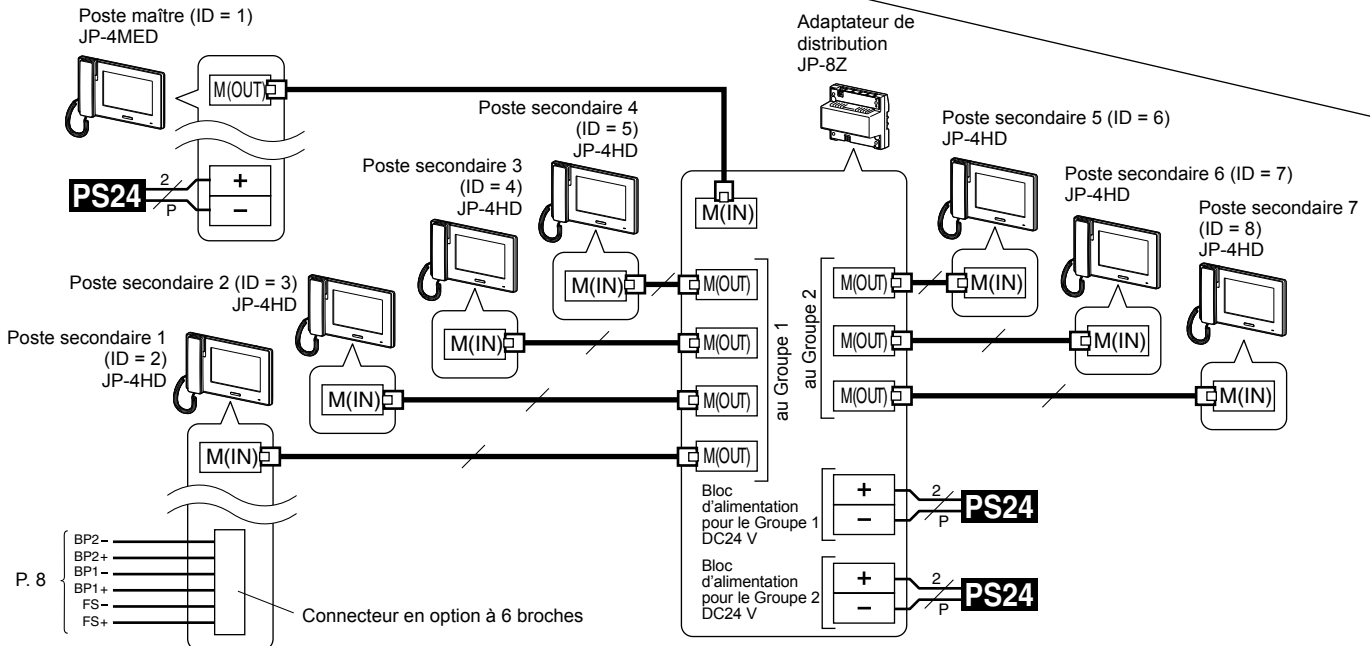 Poste maître (ID = 1)
JP-4MED
M(OUT)
PS24
2
P
+
−
Adaptateur de
distribution
JP-8Z
M(IN)
Poste secondaire 4
(ID = 5)
JP-4HD
M(IN)
M(OUT)
Poste secondaire 3
(ID = 4)
JP-4HD
M(IN)
M(OUT)
Poste secondaire 2 (ID = 3)
JP-4HD
M(IN)
M(OUT)
Poste secondaire 1
(ID = 2)
JP-4HD
M(IN)
M(OUT)
au Groupe 1
au Groupe 2
Poste secondaire 5 (ID = 6)
JP-4HD
M(OUT)
M(IN)
Poste secondaire 6 (ID = 7)
JP-4HD
M(OUT)
M(IN)
Poste secondaire 7
(ID = 8)
JP-4HD
M(OUT)
M(IN)
Bloc
d'alimentation
pour le Groupe 1
DC24 V
+
−
2
P
PS24
Bloc
d'alimentation
pour le Groupe 2
DC24 V
+
−
2
P
PS24
P. 8
BP2−
BP2+
BP1−
BP1+
FS−
FS+
Connecteur en option à 6 broches